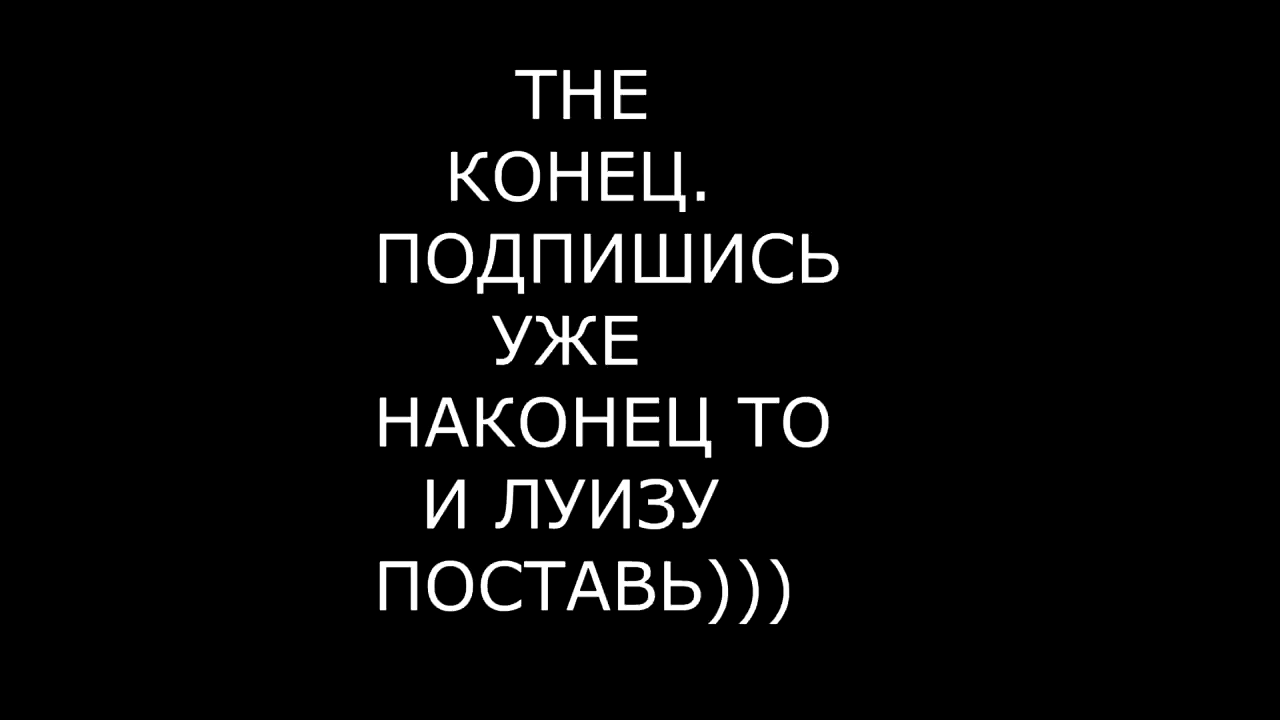 THE
КОНЕЦ.
ПОДПИШИСЬ
УЖЕ
НАКОНЕЦ ТО
И ЛУИЗУ
ПОСТАВЬ)))